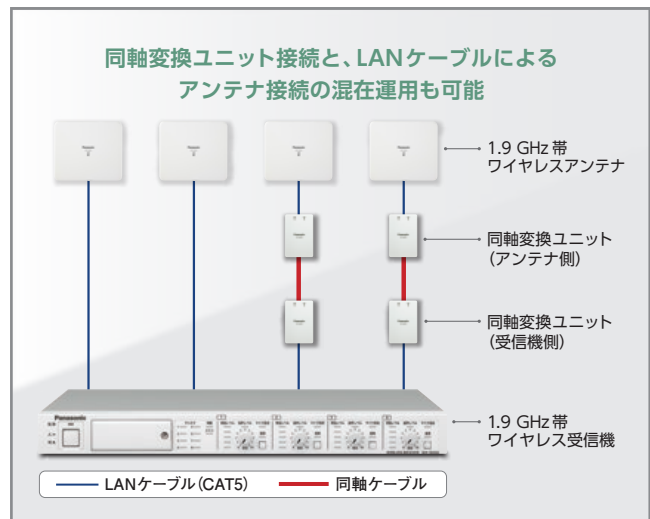 同軸変換ユニット接続と、LANケーブルによる
アンテナ接続の混在運用も可能
1.9 GHz 帯
ワイヤレスアンテナ
同軸変換ユニット
(アンテナ側)
同軸変換ユニット
(受信機側)
Panasonic
1.9 GHz 帯
ワイヤレス受信機
LANケーブル(CAT5)
同軸ケーブル